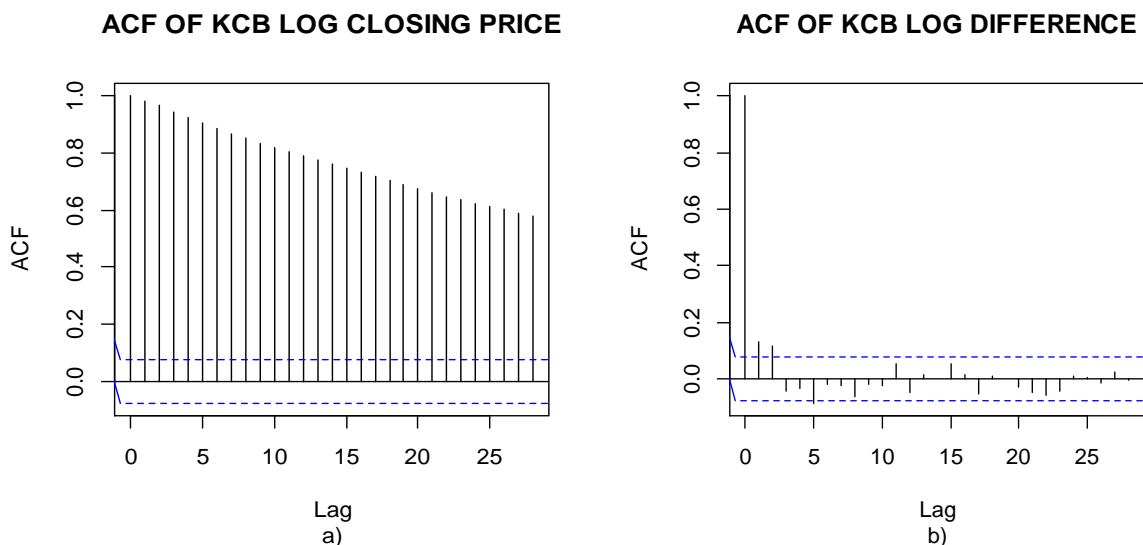 ACF OF KCB LOG CLOSING PRICE
1.0
0.8
0.6
0.4
0.2
0.0
ACF
0 5 10 15 20 25
Lag
a)
ACF OF KCB LOG DIFFERENCE
1.0
0.8
0.6
0.4
0.2
0.0
ACF
0 5 10 15 20 25
Lag
b)